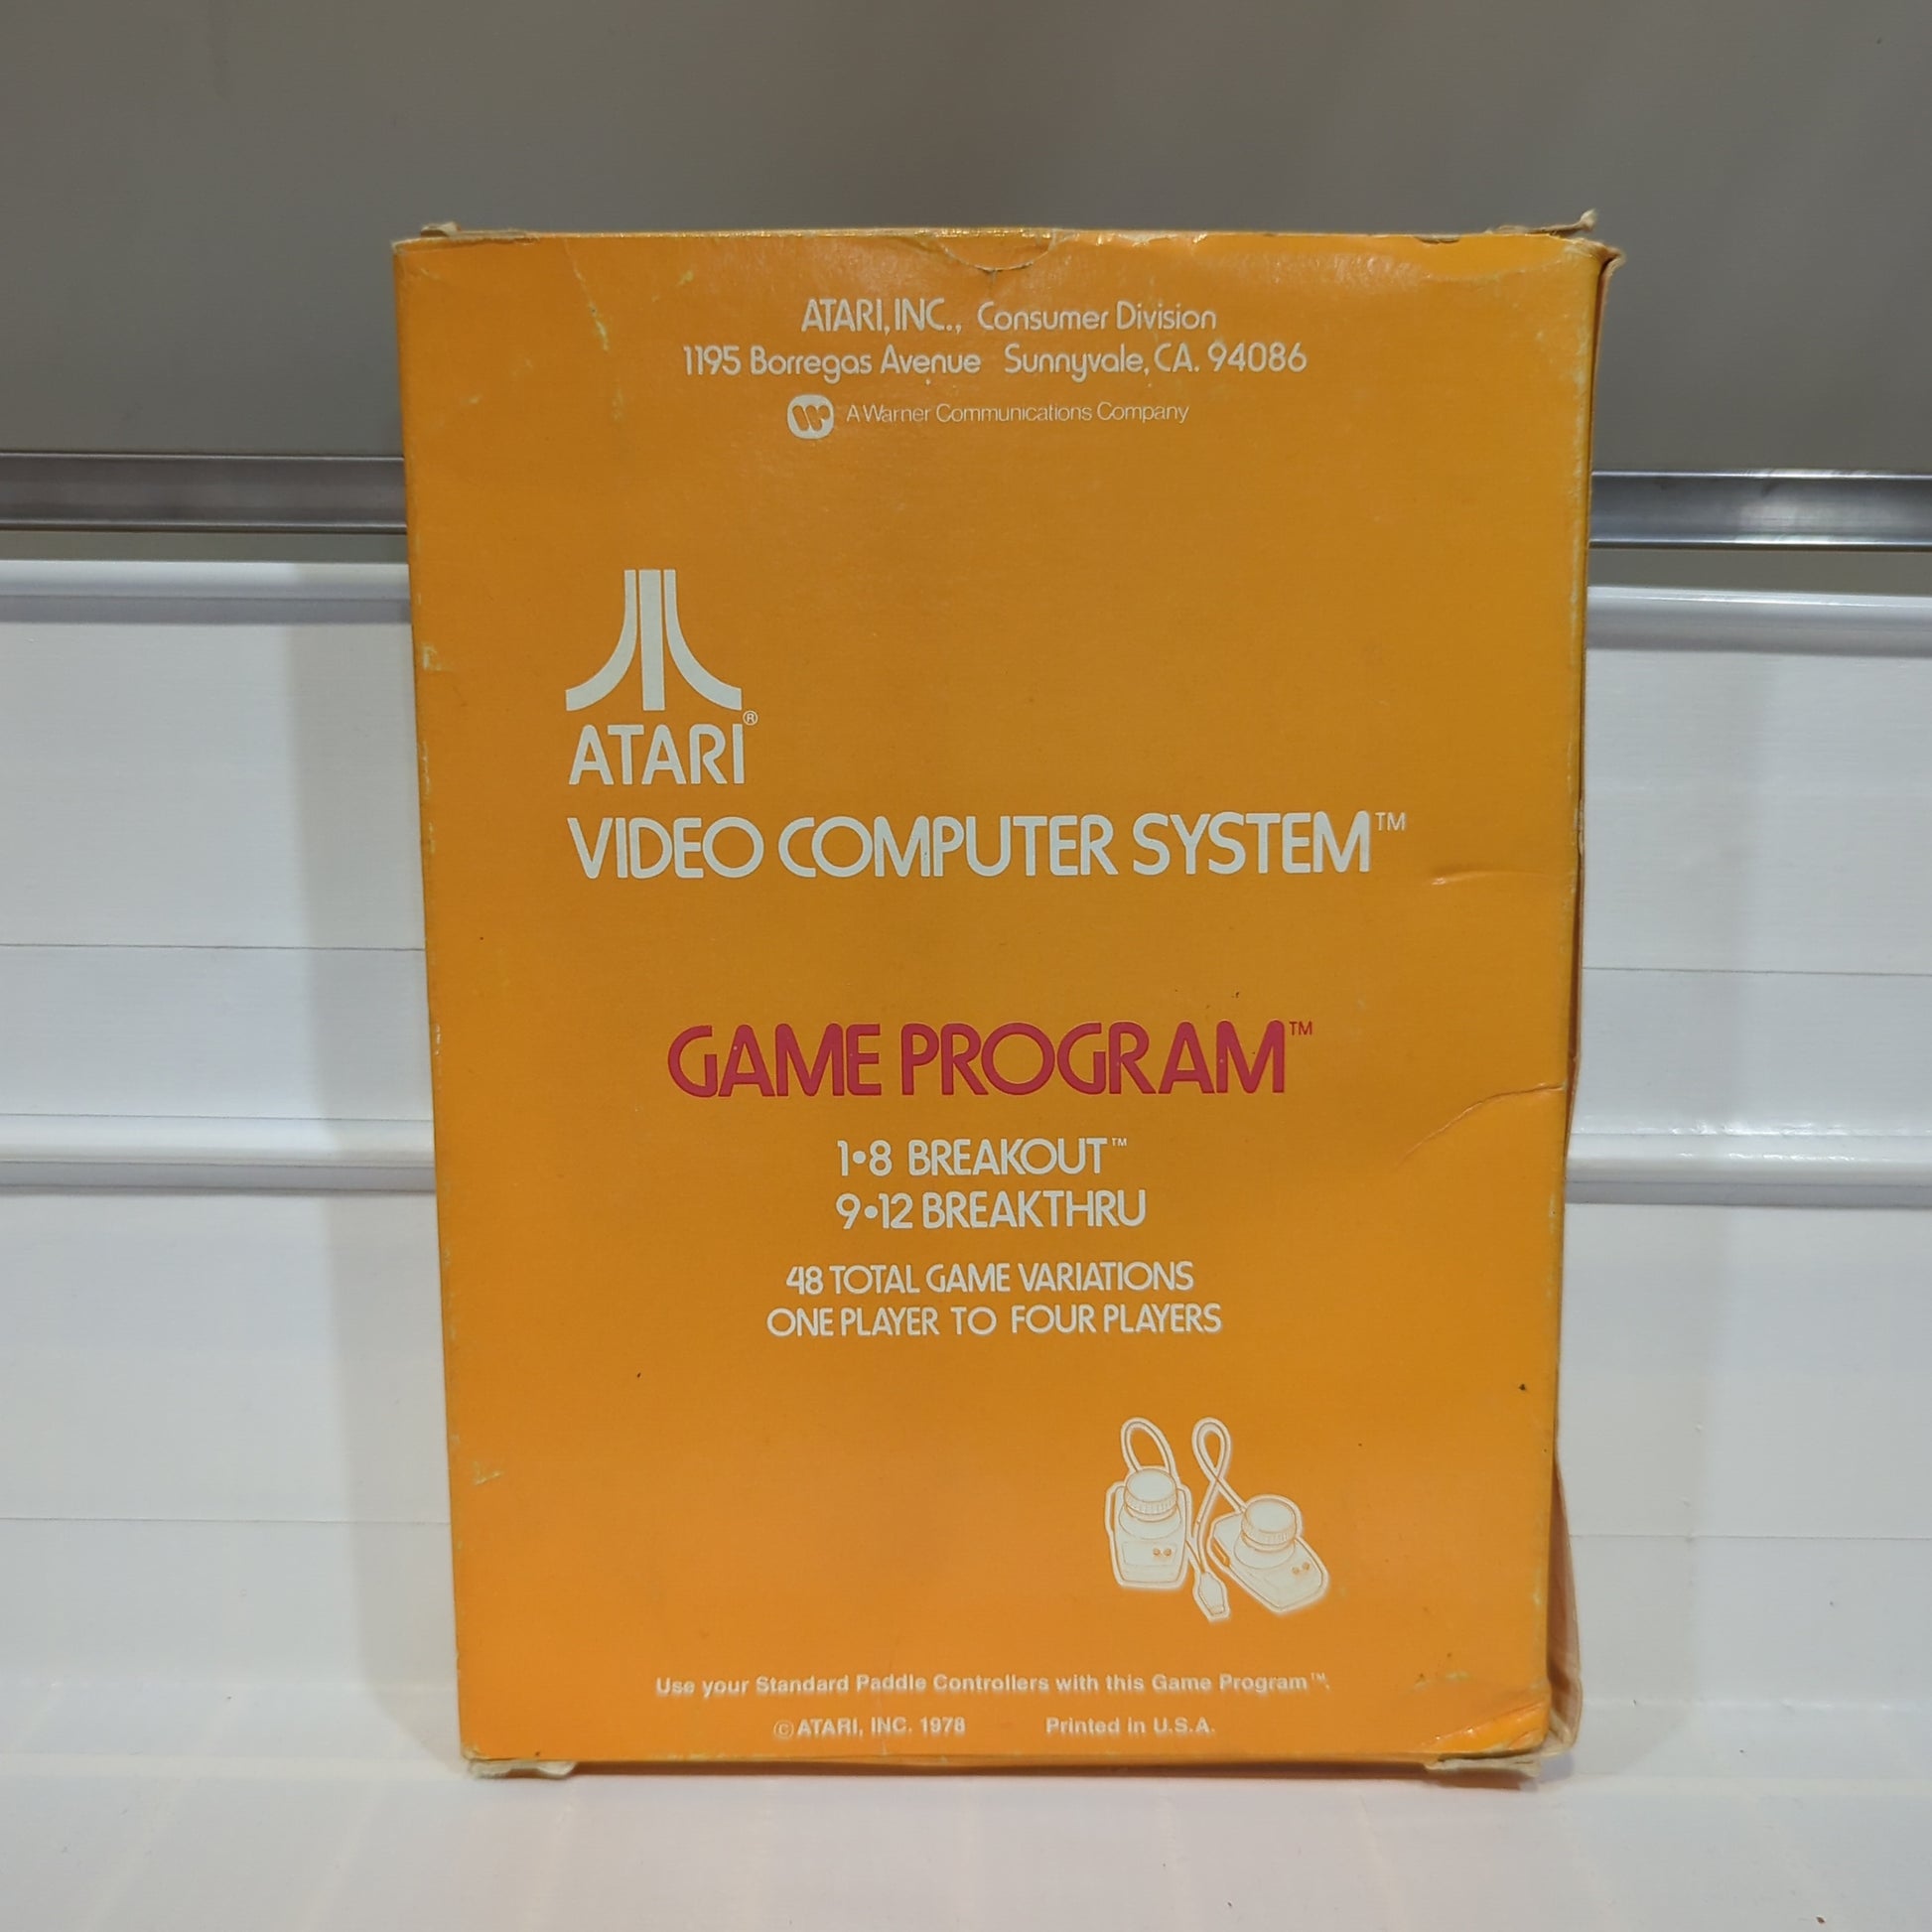 ATARI, INC., Consumer Division
1195 Borregas Avenue Sunnyvale, CA. 94086
A Warner Communications Company
ATARI®
VIDEO COMPUTER SYSTEM™
GAME PROGRAM™
1•8 BREAKOUT™
9•12 BREAKTHRU
48 TOTAL GAME VARIATIONS
ONE PLAYER TO FOUR PLAYERS
Use your Standard Paddle Controllers with this Game Program™.
© ATARI, INC. 1978 Printed in U.S.A.